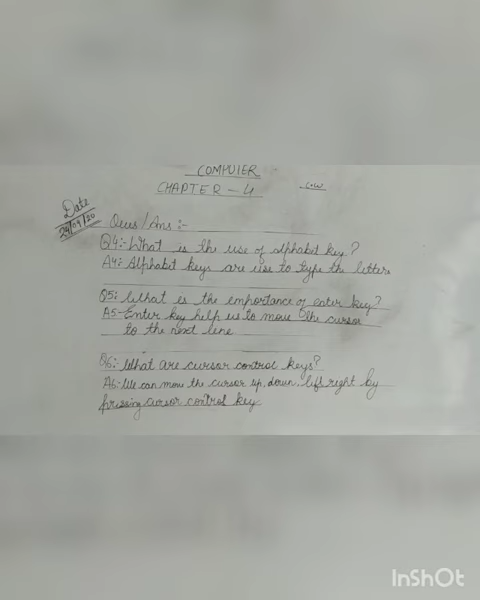 COMPUTER
CHAPTER - 4
C.W
Date
24/04/20
Ques/Ans :-
Q4:- What is the use of alphabet key?
A4:- Alphabet keys are use to type the letters
Q5:- What is the emportance of enter key?
A5- Enter key help us to move the cursor
to the next lene
Q6:- What are cursor control keys?
A6:- We can move the cursor up, down, left right by
pressing cursor control key
InShOt